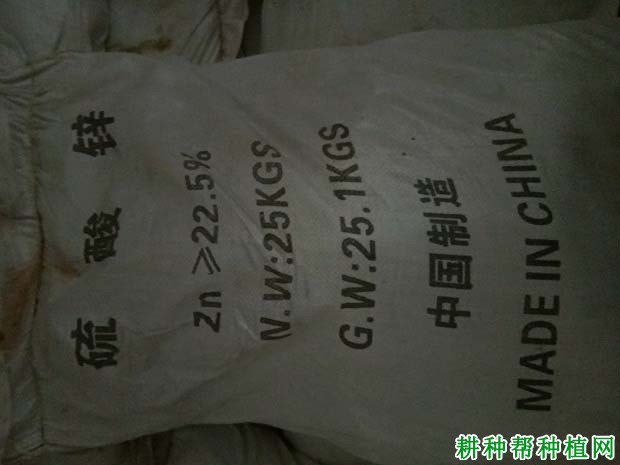 硫酸锌
Zn ≥22.5%
N.W:25KGS
G.W:25.1KGS
中国制造
MADE IN CHINA
耕种帮种植网